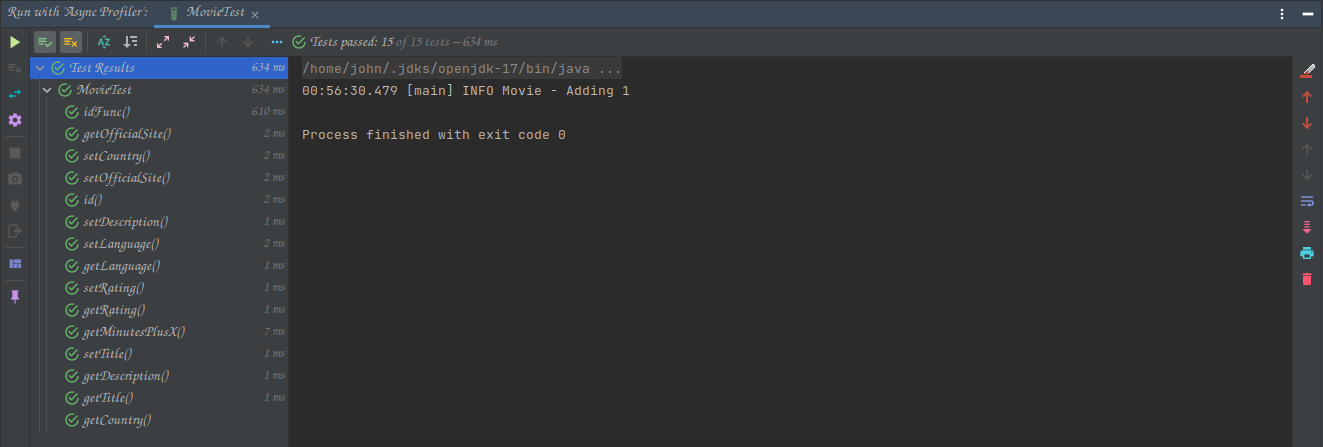 Run with 'Async Profiler': MovieTest
Tests passed: 15 of 15 tests – 634 ms
Test Results 634 ms
MovieTest 634 ms
idFunc() 610 ms
getOfficialSite() 2 ms
setCountry() 2 ms
setOfficialSite() 2 ms
id() 2 ms
setDescription() 1 ms
setLanguage() 2 ms
getLanguage() 1 ms
setRating() 1 ms
getRating() 1 ms
getMinutesPlusX() 7 ms
setTitle() 1 ms
getDescription() 1 ms
getTitle() 1 ms
getCountry()
/home/john/.jdks/openjdk-17/bin/java ...
00:56:30.479 [main] INFO Movie - Adding 1
Process finished with exit code 0